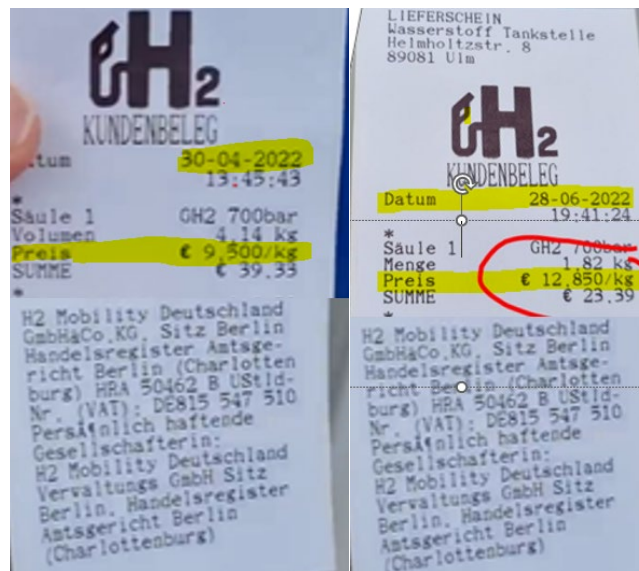 H2
KUNDENBELEG
atum 30-04-2022
13:45:43
*
Säule 1 GH2 700bar
Volumen 4.14 kg
Preis € 9,500/kg
SUMME € 39.33
*
H2 Mobility Deutschland
GmbH&Co.KG, Sitz Berlin
Handelsregister Amtsge-
richt Berlin (Charlotten
burg) HRA 50462 B UStId-
Nr. (VAT): DE815 547 510
PersÃ¶nlich haftende
Gesellschafterin:
H2 Mobility Deutschland
Verwaltungs GmbH Sitz
Berlin. Handelsregister
Amtsgericht Berlin
(Charlottenburg)
LIEFERSCHEIN
Wasserstoff Tankstelle
Helmholtzstr. 8
89081 Ulm
H2
KUNDENBELEG
Datum 28-06-2022
19:41:24
*
Säule 1 GH2 700bar
Menge 1.82 kg
Preis € 12,850/kg
SUMME € 23.39
*
H2 Mobility Deutschland
GmbH&Co.KG, Sitz Berlin
Handelsregister Amtsge-
richt Berlin (Charlotten
burg) HRA 50462 B UStId-
Nr. (VAT): DE815 547 510
PersÃ¶nlich haftende
Gesellschafterin:
H2 Mobility Deutschland
Verwaltungs GmbH Sitz
Berlin. Handelsregister
Amtsgericht Berlin
(Charlottenburg)